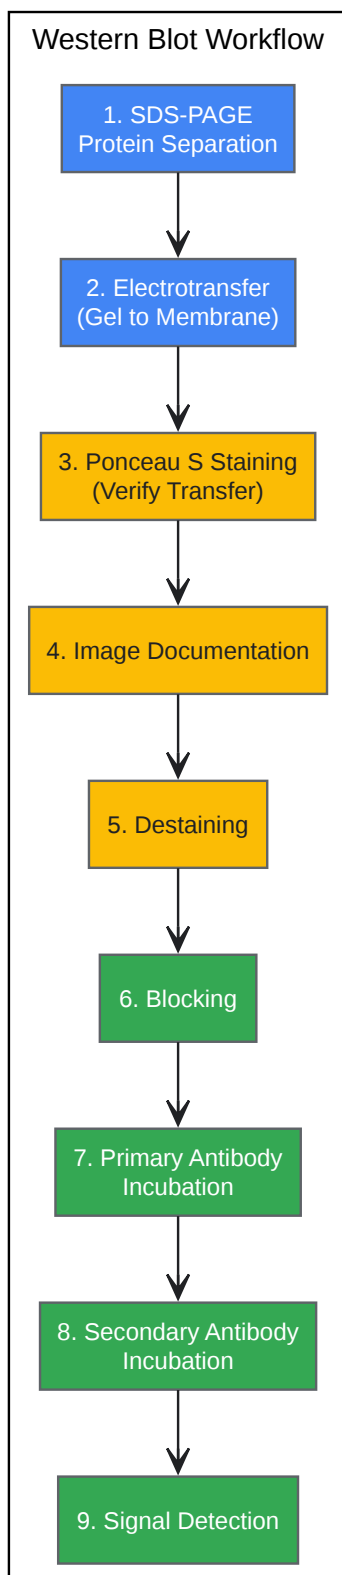 Western Blot Workflow
1. SDS-PAGE
Protein Separation
2. Electrotransfer
(Gel to Membrane)
3. Ponceau S Staining
(Verify Transfer)
4. Image Documentation
5. Destaining
6. Blocking
7. Primary Antibody
Incubation
8. Secondary Antibody
Incubation
9. Signal Detection